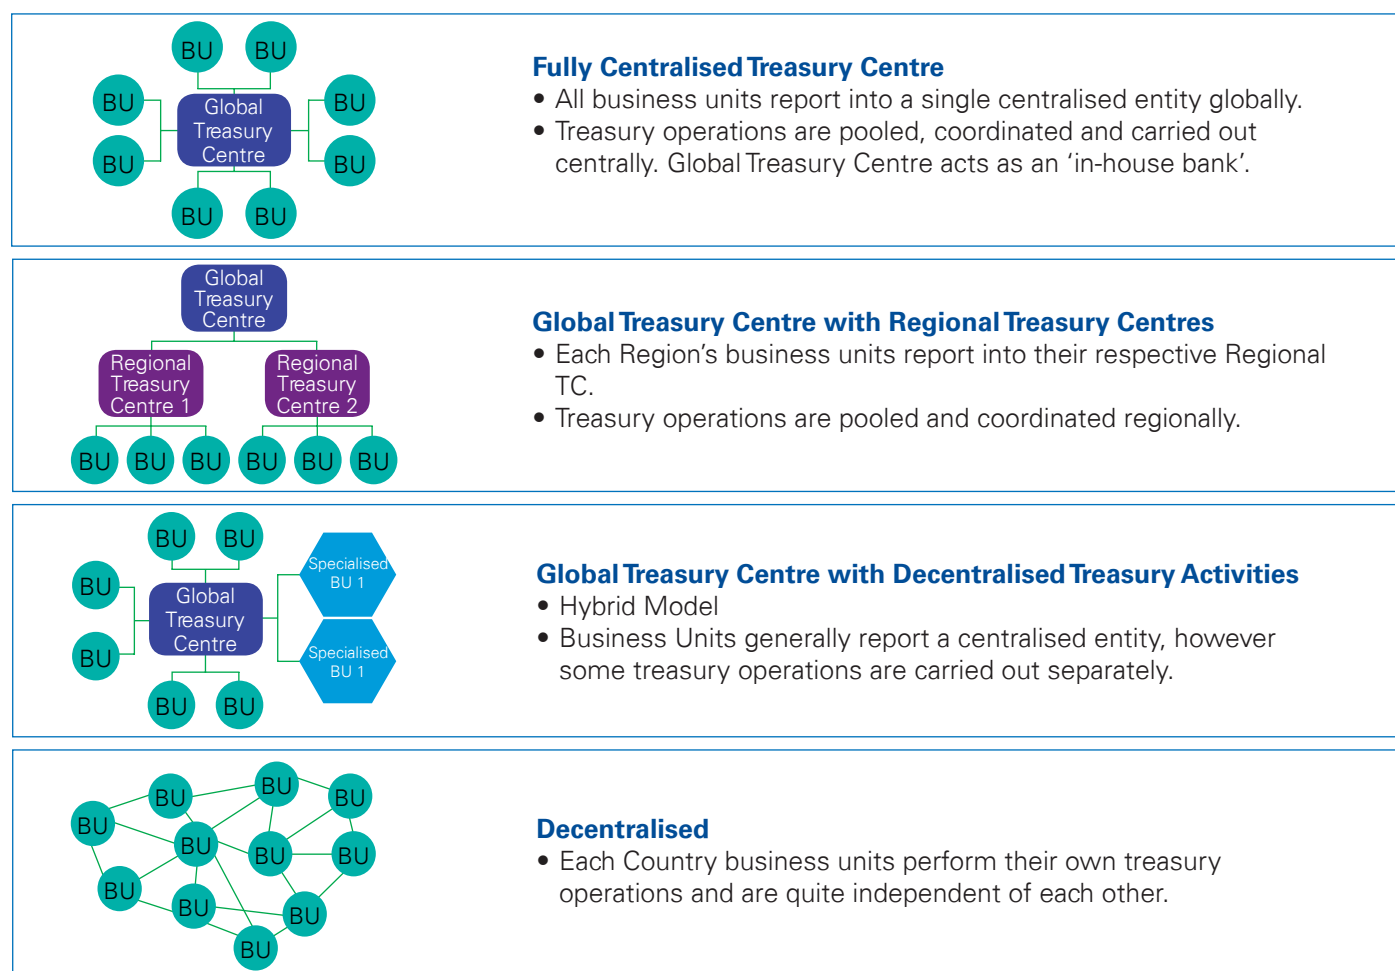 BU BU
BU BU
Global
Treasury
Centre
BU BU
BU BU
Fully Centralised Treasury Centre
• All business units report into a single centralised entity globally.
• Treasury operations are pooled, coordinated and carried out
centrally. Global Treasury Centre acts as an ‘in-house bank’.
Global
Treasury
Centre
Regional
Treasury
Centre 1
Regional
Treasury
Centre 2
BU BU BU BU BU BU
Global Treasury Centre with Regional Treasury Centres
• Each Region’s business units report into their respective Regional
TC.
• Treasury operations are pooled and coordinated regionally.
BU BU
BU
Global
Treasury
Centre
BU
BU BU
Specialised
BU 1
Specialised
BU 1
Global Treasury Centre with Decentralised Treasury Activities
• Hybrid Model
• Business Units generally report a centralised entity, however
some treasury operations are carried out separately.
BU
BU
BU
BU
BU
BU
BU
BU
BU
BU
BU
BU
Decentralised
• Each Country business units perform their own treasury
operations and are quite independent of each other.